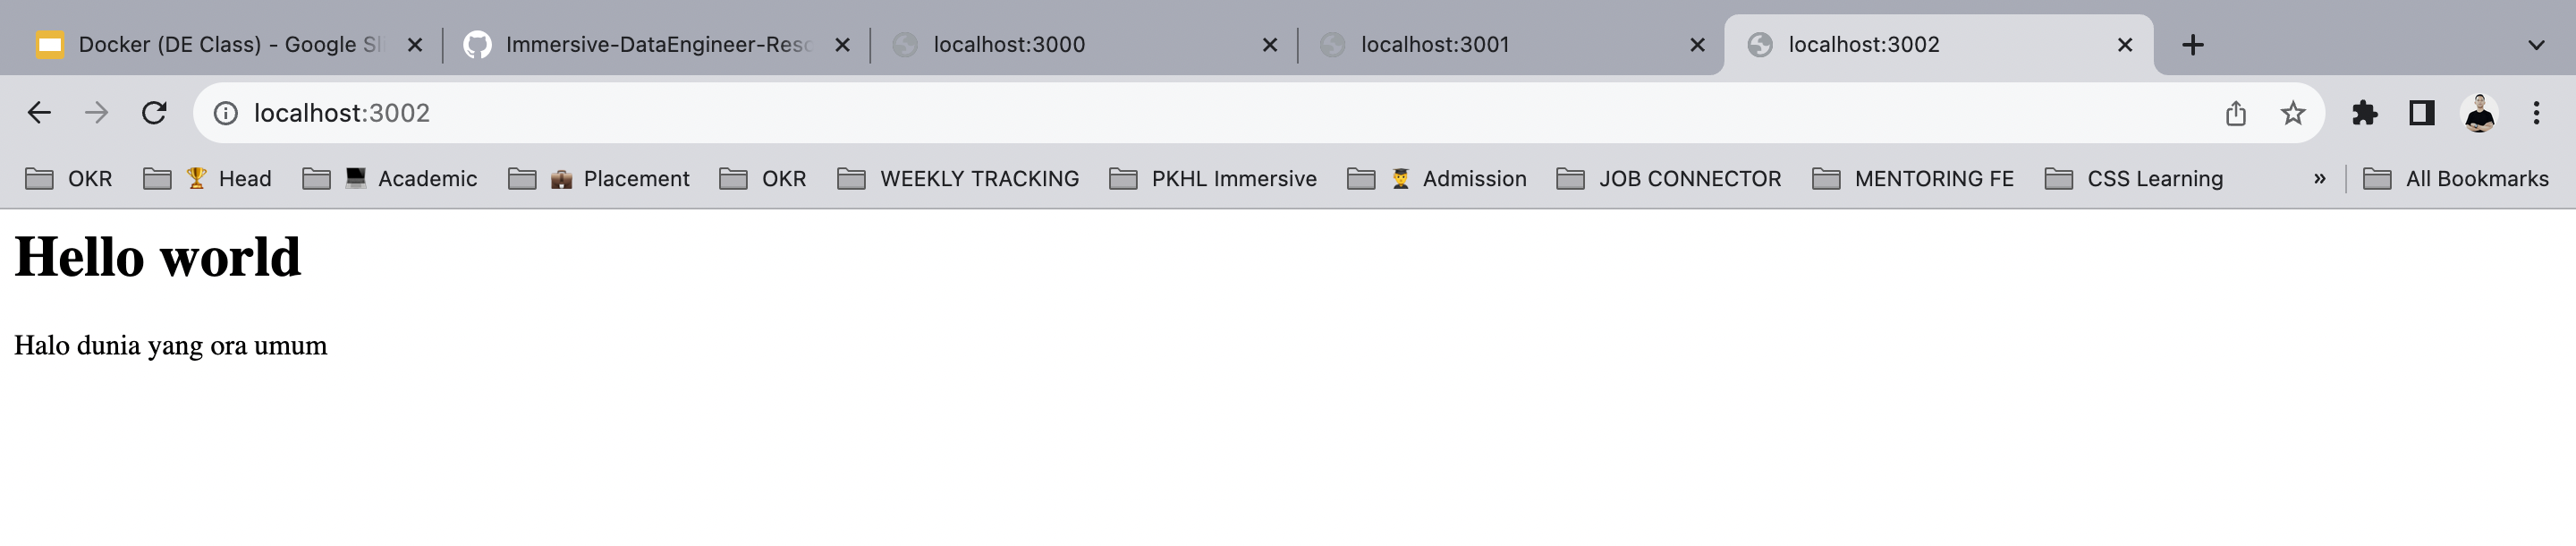 Docker (DE Class) - Google Sli
Immersive-DataEngineer-Reso
localhost:3000
localhost:3001
localhost:3002
localhost:3002
OKR
Head
Academic
Placement
OKR
WEEKLY TRACKING
PKHL Immersive
Admission
JOB CONNECTOR
MENTORING FE
CSS Learning
»
All Bookmarks
Hello world
Halo dunia yang ora umum